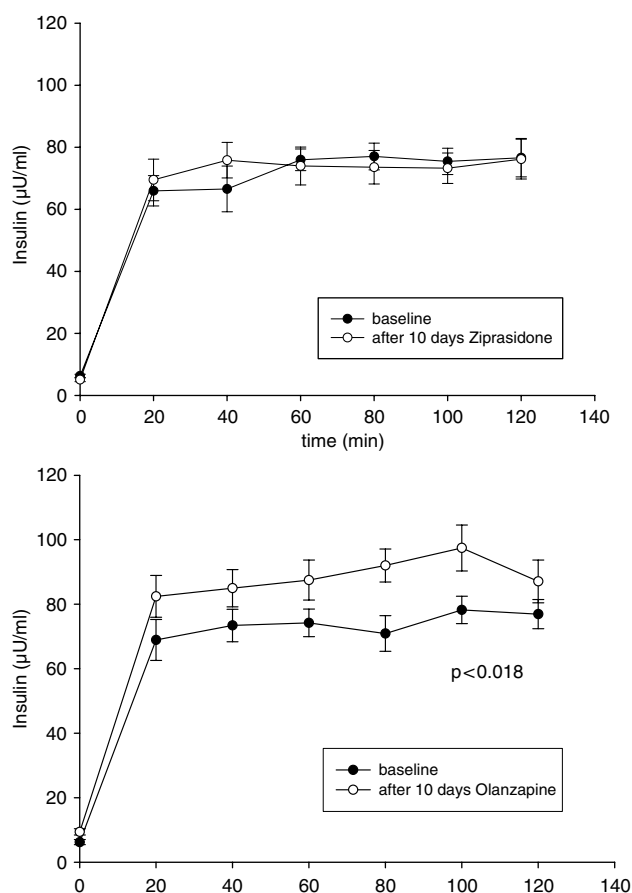 120
100
80
60
40
20
0
Insulin (µU/ml)
baseline
after 10 days Ziprasidone
0 20 40 60 80 100 120 140
time (min)
120
100
80
60
40
20
0
Insulin (µU/ml)
p<0.018
baseline
after 10 days Olanzapine
0 20 40 60 80 100 120 140